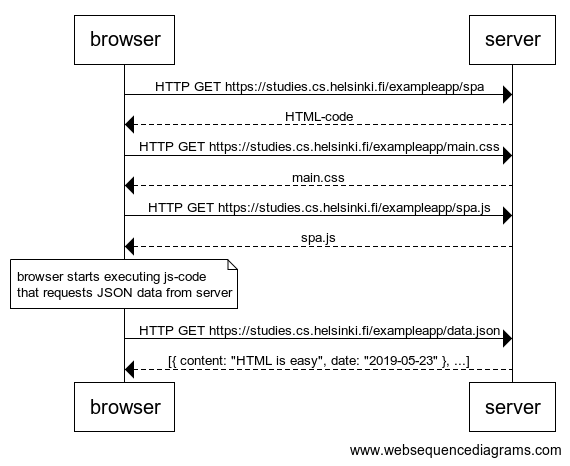 browser
server
HTTP GET https://studies.cs.helsinki.fi/exampleapp/spa
HTML-code
HTTP GET https://studies.cs.helsinki.fi/exampleapp/main.css
main.css
HTTP GET https://studies.cs.helsinki.fi/exampleapp/spa.js
spa.js
browser starts executing js-code
that requests JSON data from server
HTTP GET https://studies.cs.helsinki.fi/exampleapp/data.json
[{ content: "HTML is easy", date: "2019-05-23" }, ...]
browser
server
www.websequencediagrams.com